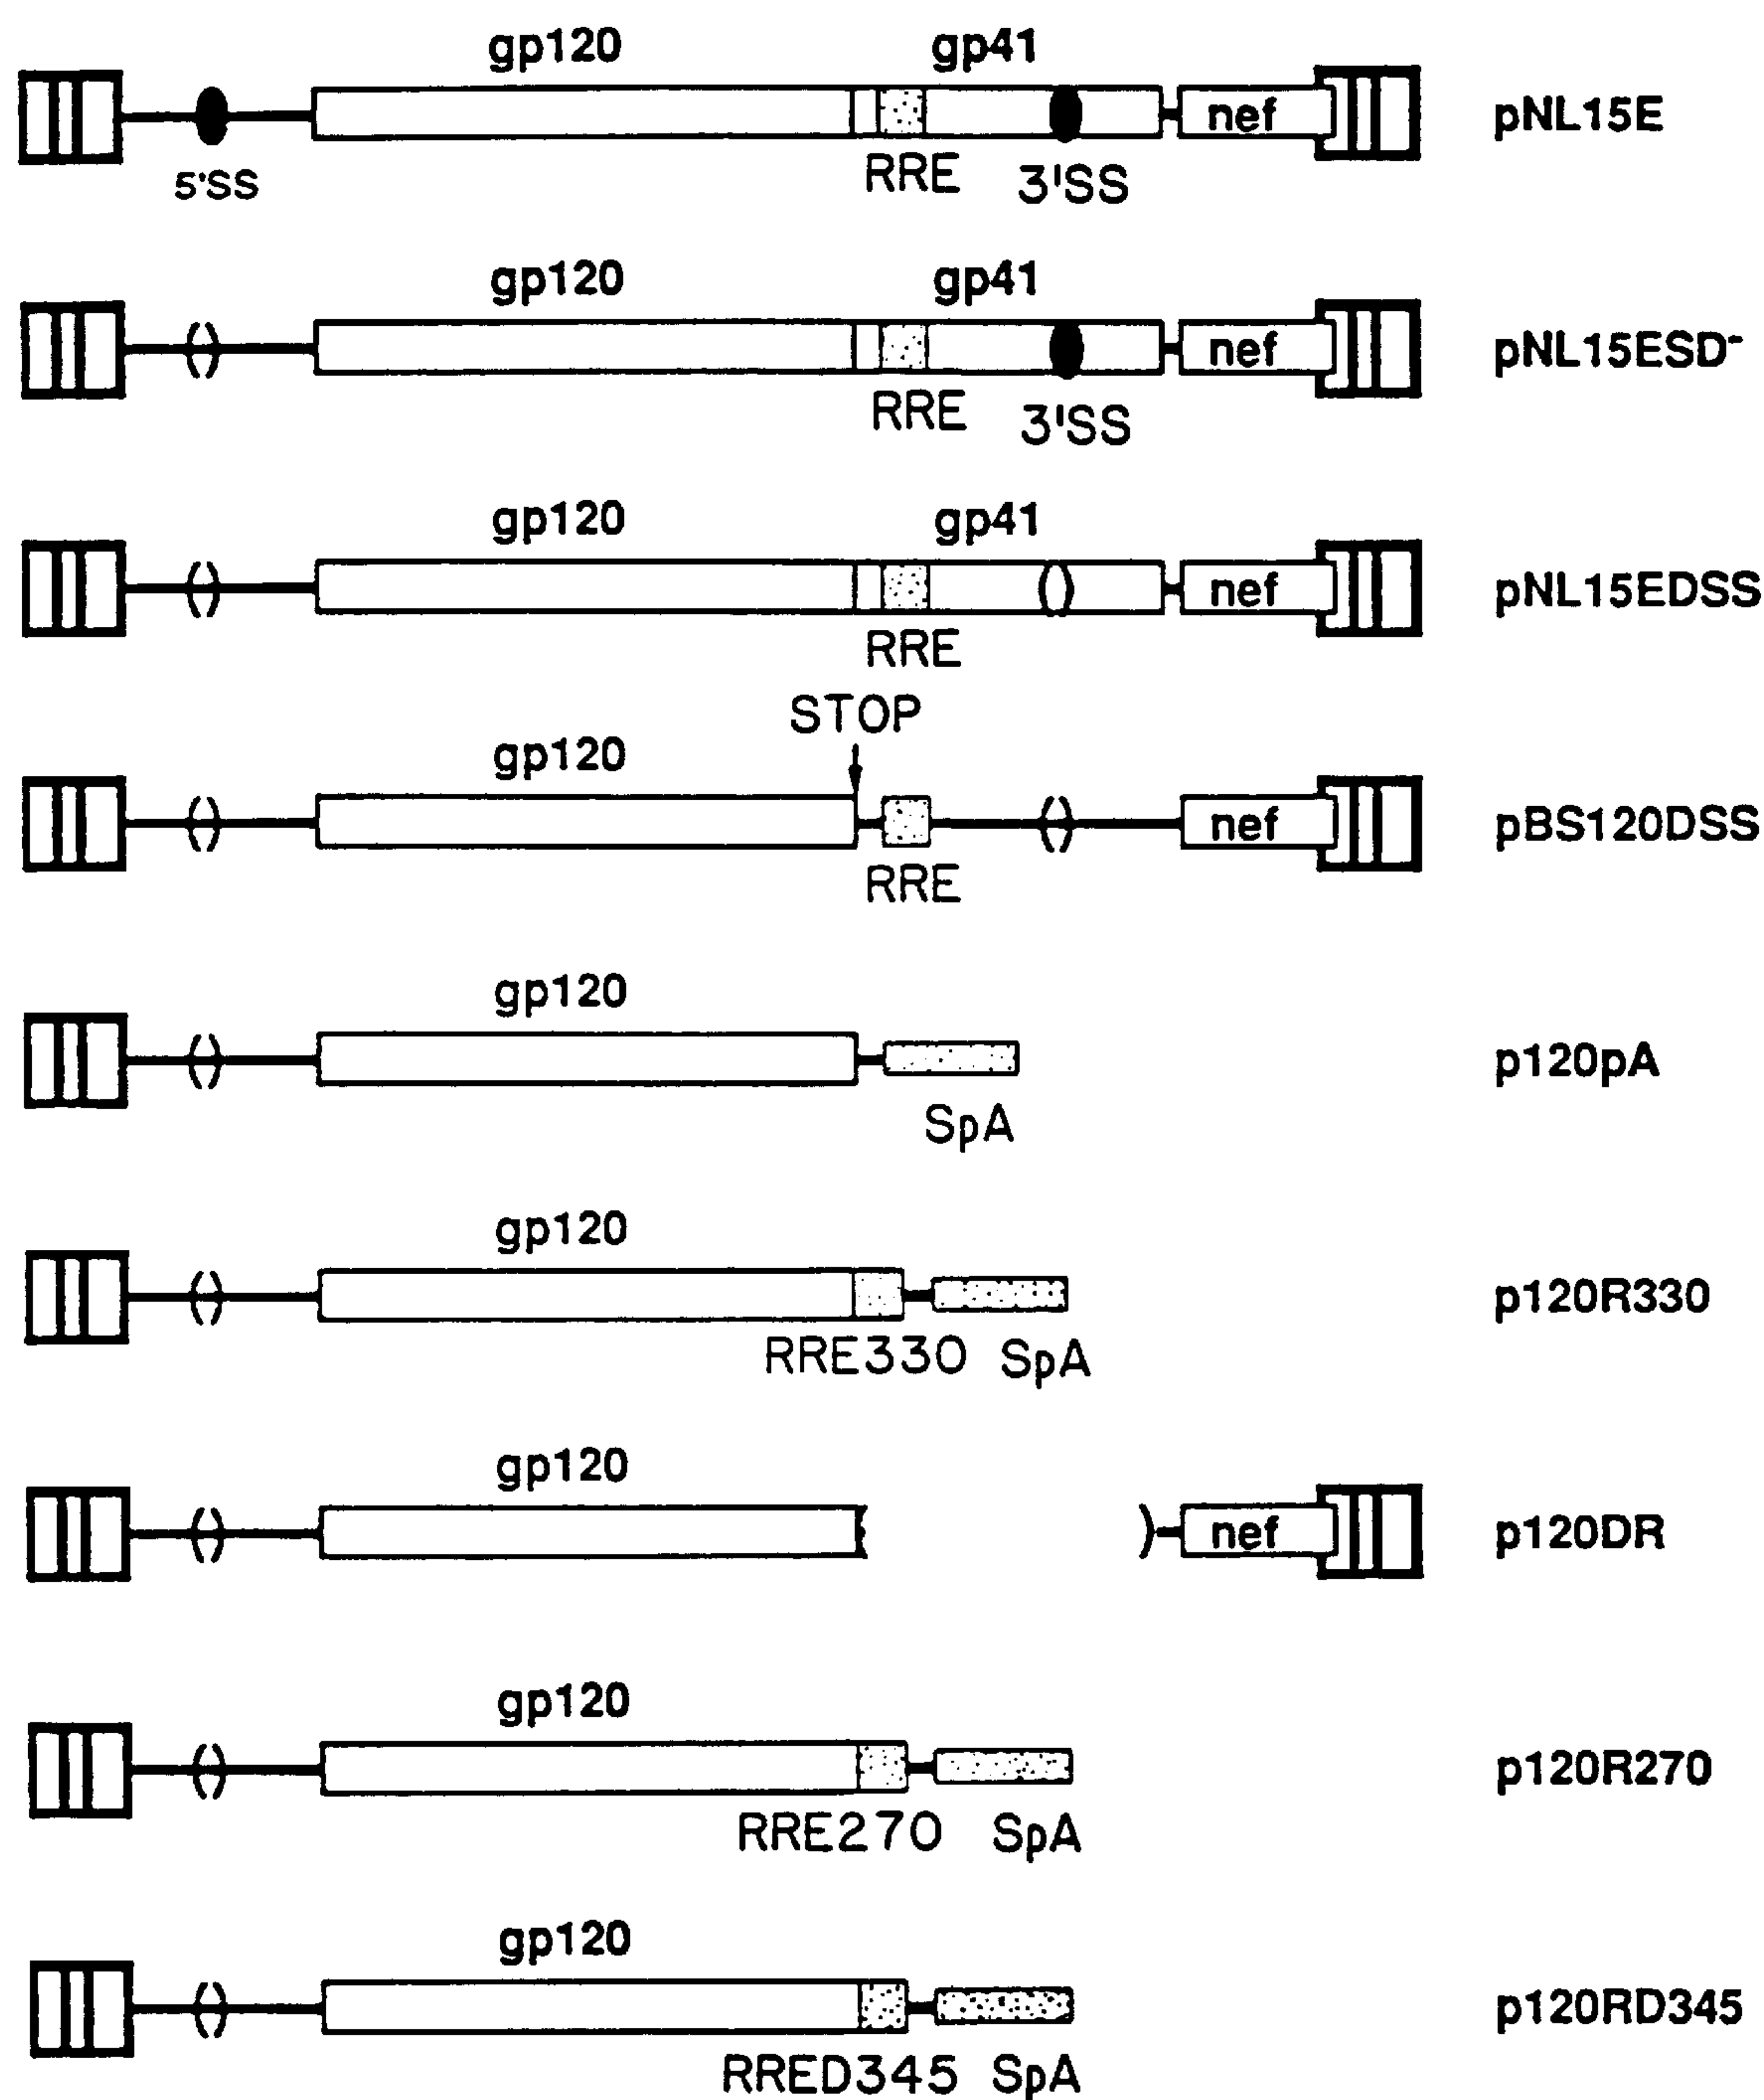 gp120 gp41
nef pNL15E
5'SS RRE 3'SS
gp120 gp41
nef pNL15ESD-
RRE 3'SS
gp120 gp41
nef pNL15EDSS
RRE
STOP
gp120
nef pBS120DSS
RRE
gp120
p120pA
SpA
gp120
p120R330
RRE330 SpA
gp120
nef p120DR
gp120
p120R270
RRE270 SpA
gp120
p120RD345
RRED345 SpA